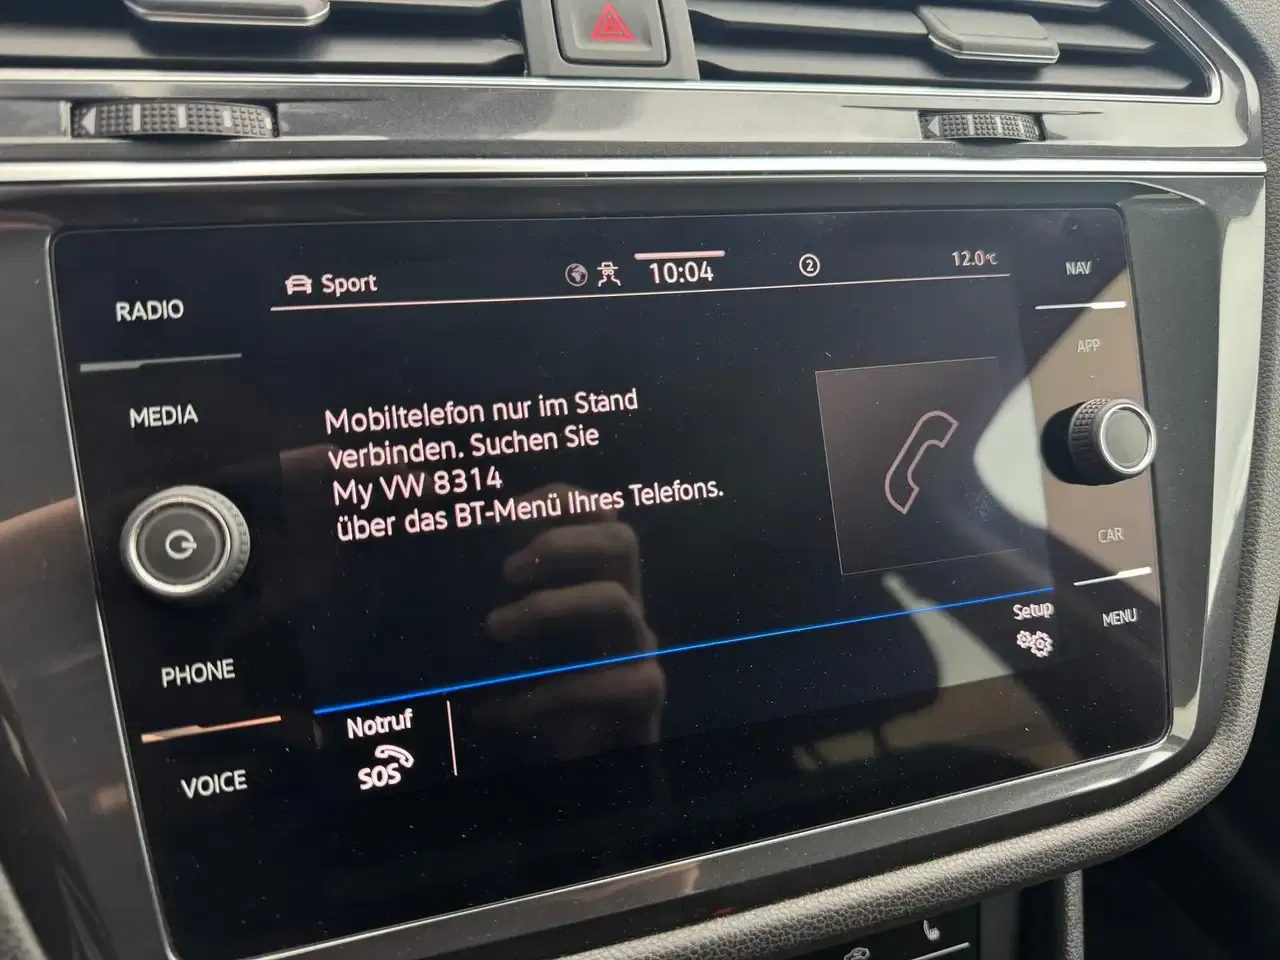 Sport
10:04
2
12.0°C
RADIO
MEDIA
PHONE
VOICE
Mobiltelefon nur im Stand
verbinden. Suchen Sie
My VW 8314
über das BT-Menü Ihres Telefons.
Setup
Notruf
SOS
NAV
APP
CAR
MENU